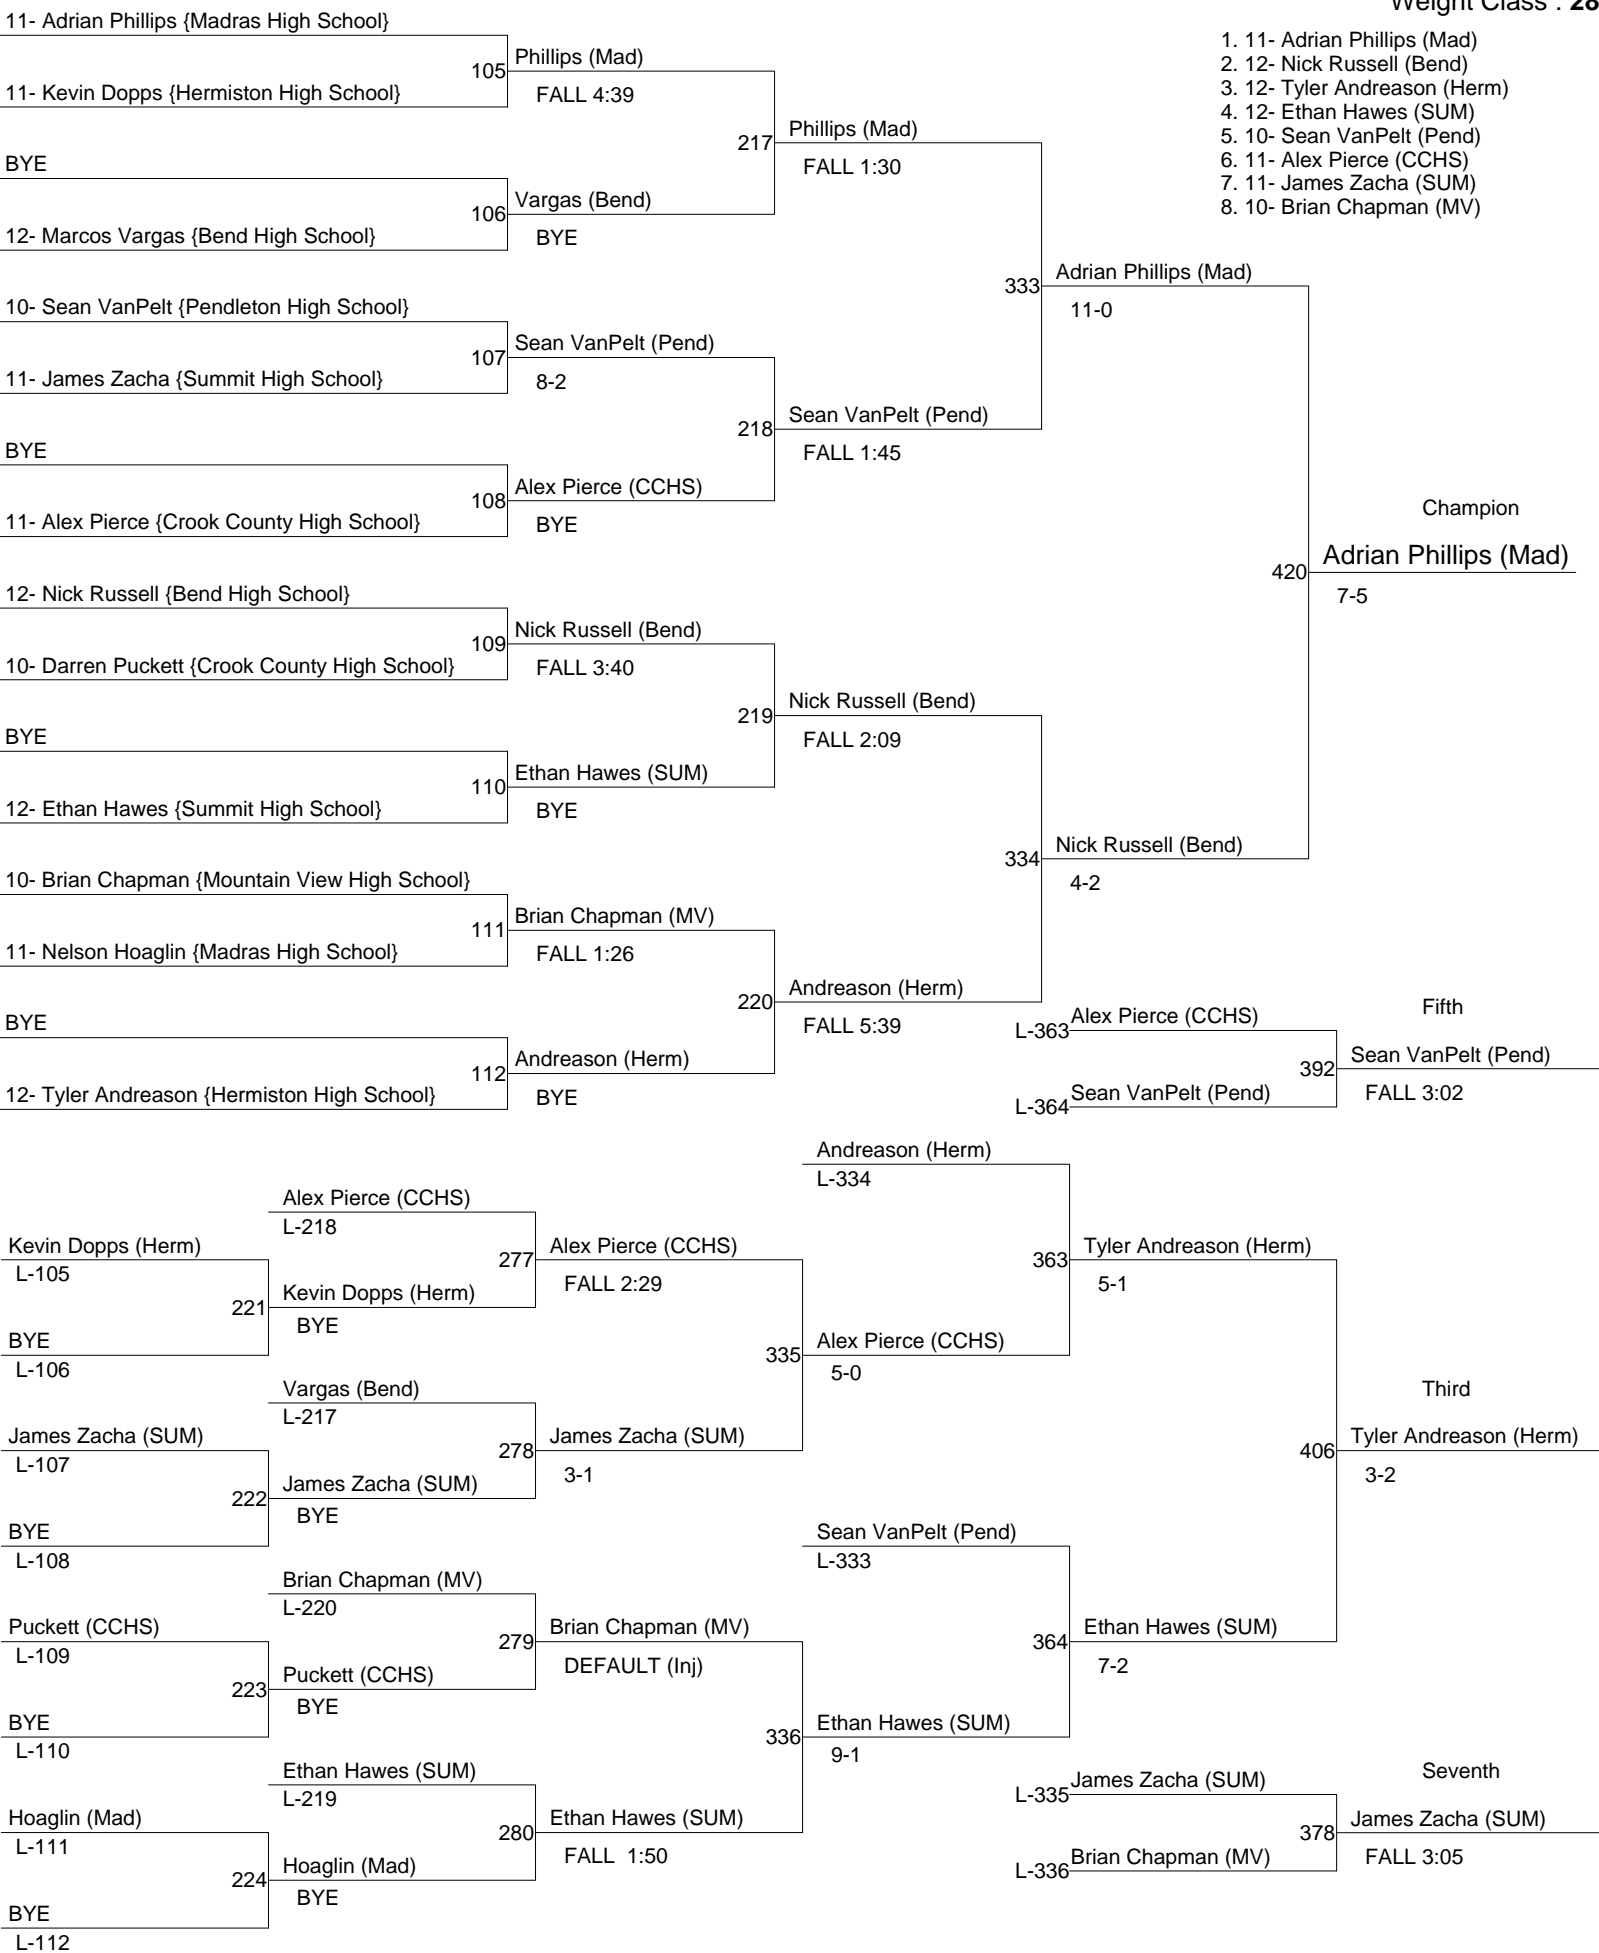 Weight Class : 28
1. 11- Adrian Phillips (Mad)
2. 12- Nick Russell (Bend)
3. 12- Tyler Andreason (Herm)
4. 12- Ethan Hawes (SUM)
5. 10- Sean VanPelt (Pend)
6. 11- Alex Pierce (CCHS)
7. 11- James Zacha (SUM)
8. 10- Brian Chapman (MV)
11- Adrian Phillips {Madras High School}
105
11- Kevin Dopps {Hermiston High School}
BYE
106
12- Marcos Vargas {Bend High School}
10- Sean VanPelt {Pendleton High School}
107
11- James Zacha {Summit High School}
BYE
108
11- Alex Pierce {Crook County High School}
12- Nick Russell {Bend High School}
109
10- Darren Puckett {Crook County High School}
BYE
110
12- Ethan Hawes {Summit High School}
10- Brian Chapman {Mountain View High School}
111
11- Nelson Hoaglin {Madras High School}
BYE
112
12- Tyler Andreason {Hermiston High School}
Phillips (Mad)
FALL 4:39
217
Vargas (Bend)
BYE
Sean VanPelt (Pend)
8-2
218
Alex Pierce (CCHS)
BYE
Nick Russell (Bend)
FALL 3:40
219
Ethan Hawes (SUM)
BYE
Brian Chapman (MV)
FALL 1:26
220
Andreason (Herm)
BYE
Phillips (Mad)
FALL 1:30
333
Sean VanPelt (Pend)
FALL 1:45
Nick Russell (Bend)
FALL 2:09
334
Andreason (Herm)
FALL 5:39
Adrian Phillips (Mad)
11-0
420
Nick Russell (Bend)
4-2
Champion
Adrian Phillips (Mad)
7-5
L-363
Alex Pierce (CCHS)
392
L-364
Sean VanPelt (Pend)
Fifth
Sean VanPelt (Pend)
FALL 3:02
Kevin Dopps (Herm)
L-105
221
BYE
L-106
James Zacha (SUM)
L-107
222
BYE
L-108
Puckett (CCHS)
L-109
223
BYE
L-110
Hoaglin (Mad)
L-111
224
BYE
L-112
Alex Pierce (CCHS)
L-218
277
Kevin Dopps (Herm)
BYE
Vargas (Bend)
L-217
278
James Zacha (SUM)
BYE
Brian Chapman (MV)
L-220
279
Puckett (CCHS)
BYE
Ethan Hawes (SUM)
L-219
280
Hoaglin (Mad)
BYE
Alex Pierce (CCHS)
FALL 2:29
335
James Zacha (SUM)
3-1
Brian Chapman (MV)
DEFAULT (Inj)
336
Ethan Hawes (SUM)
FALL 1:50
Andreason (Herm)
L-334
363
Alex Pierce (CCHS)
5-0
Sean VanPelt (Pend)
L-333
364
Ethan Hawes (SUM)
9-1
Tyler Andreason (Herm)
5-1
406
Ethan Hawes (SUM)
7-2
Third
Tyler Andreason (Herm)
3-2
L-335
James Zacha (SUM)
378
L-336
Brian Chapman (MV)
Seventh
James Zacha (SUM)
FALL 3:05